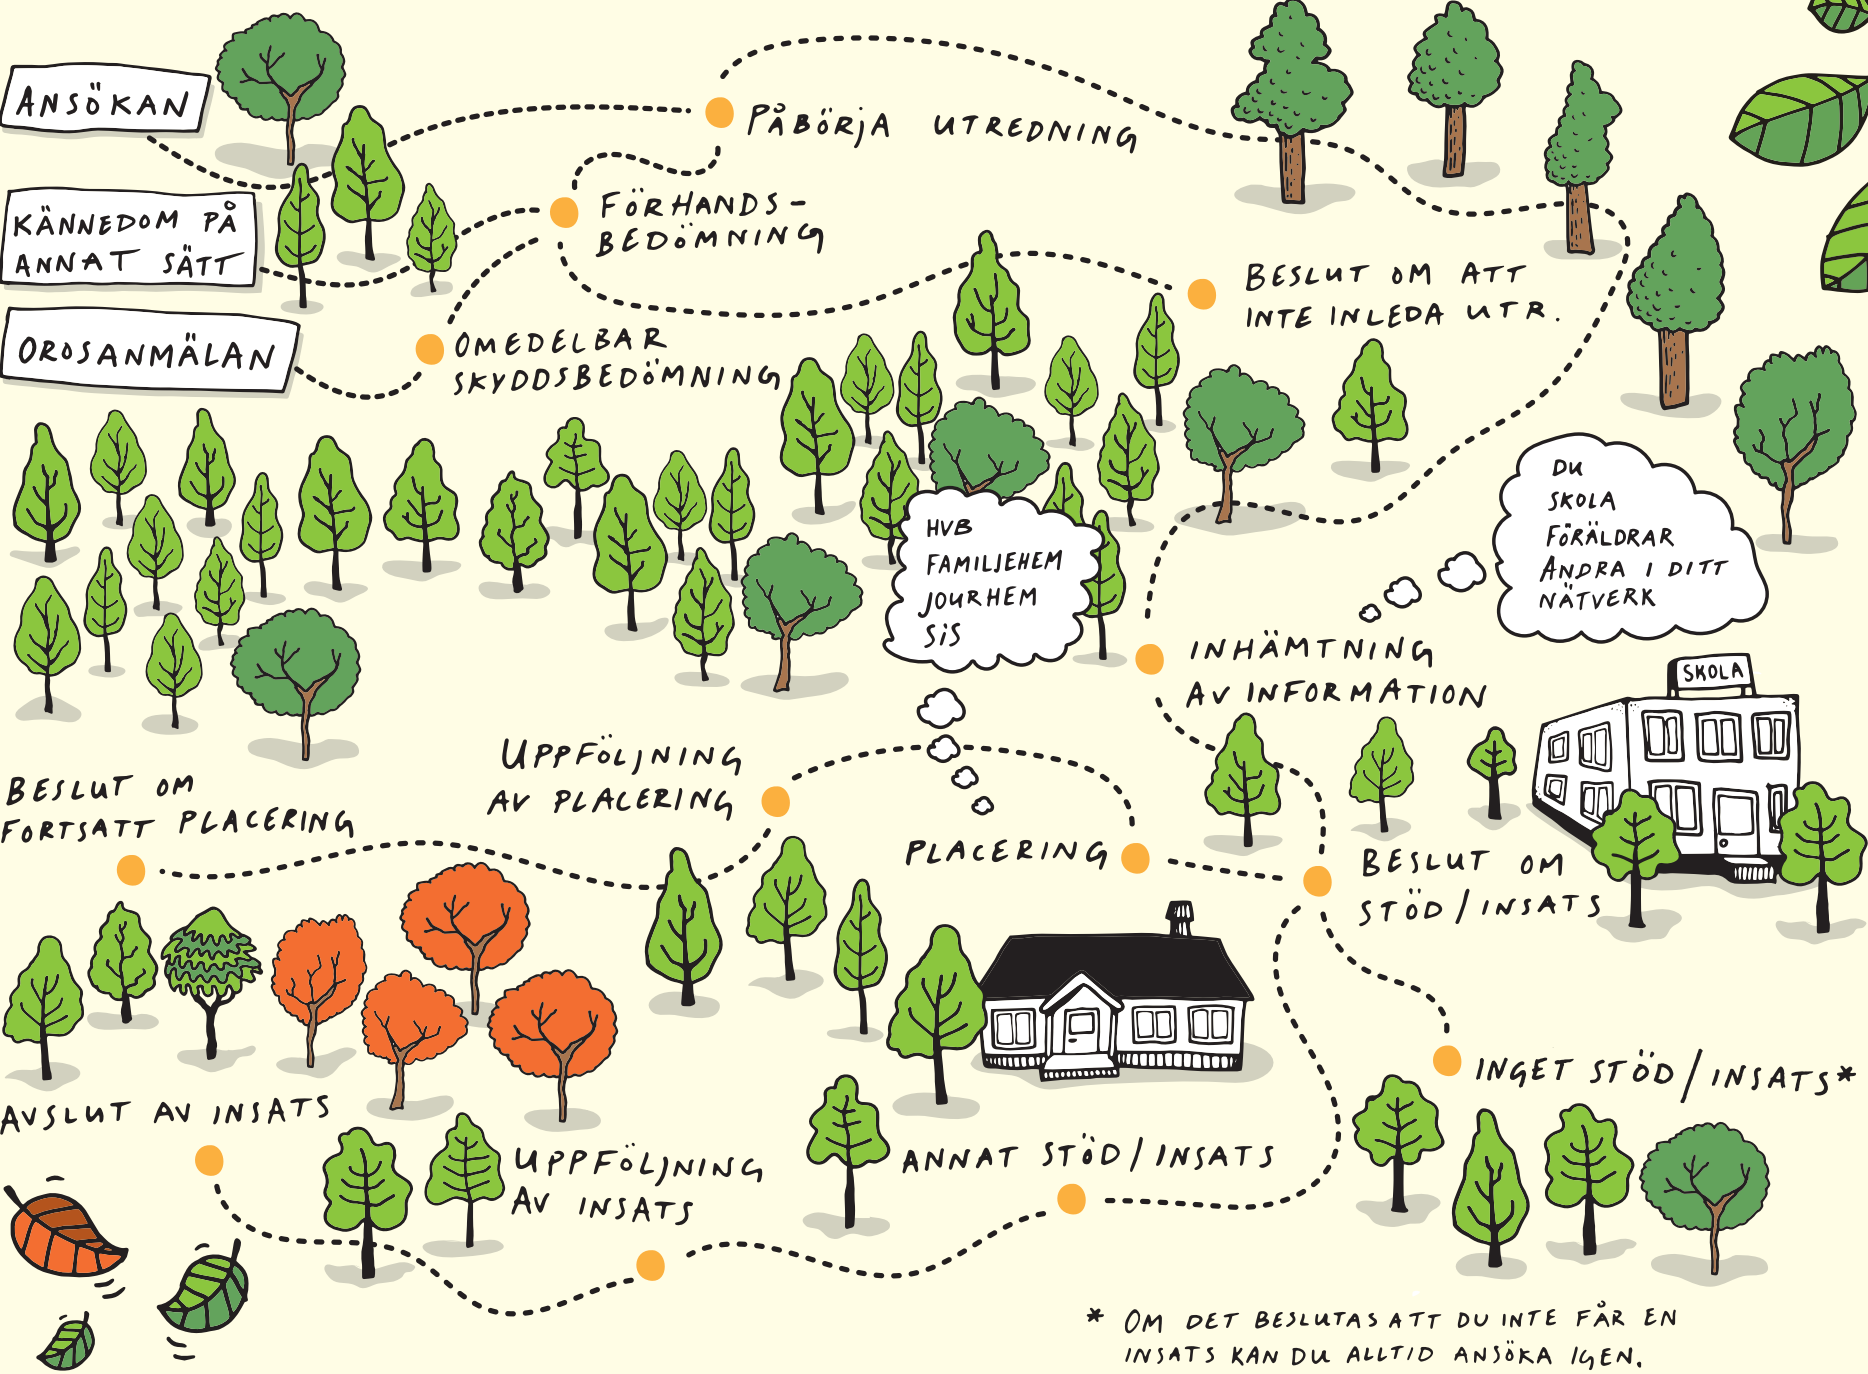 ANSÖKAN
PÅBÖRJA UTREDNING
KÄNNEDOM PÅ
ANNAT SÄTT
FÖRHANDS-
BEDÖMNING
BESLUT OM ATT
INTE INLEDA UTR.
OROSANMÄLAN
OMEDELBAR
SKYDDSBEDÖMNING
DU
SKOLA
FÖRÄLDRAR
ANDRA I DITT
NÄTVERK
HVB
FAMILJEHEM
JOURHEM
SIS
INHÄMTNING
AV INFORMATION
SKOLA
UPPFÖLJNING
AV PLACERING
BESLUT OM
FORTSATT PLACERING
PLACERING
BESLUT OM
STÖD/INSATS
INGET STÖD/INSATS*
AVSLUT AV INSATS
UPPFÖLJNING
AV INSATS
ANNAT STÖD/INSATS
* OM DET BESLUTAS ATT DU INTE FÅR EN
INSATS KAN DU ALLTID ANSÖKA IGEN.